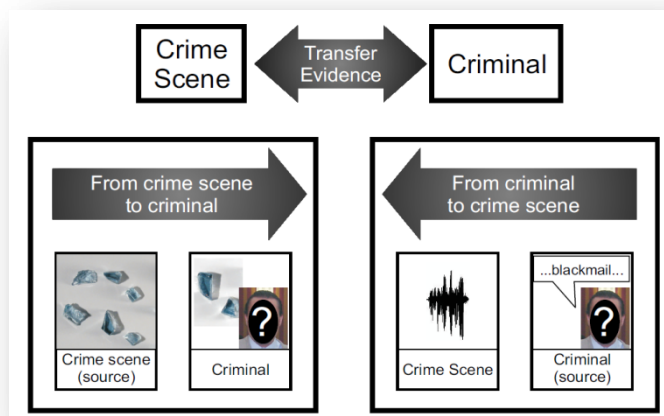 Crime
Scene
Transfer
Evidence
Criminal
From crime scene
to criminal
Crime scene
(source)
?
Criminal
From criminal
to crime scene
Crime Scene
...blackmail...
?
Criminal
(source)